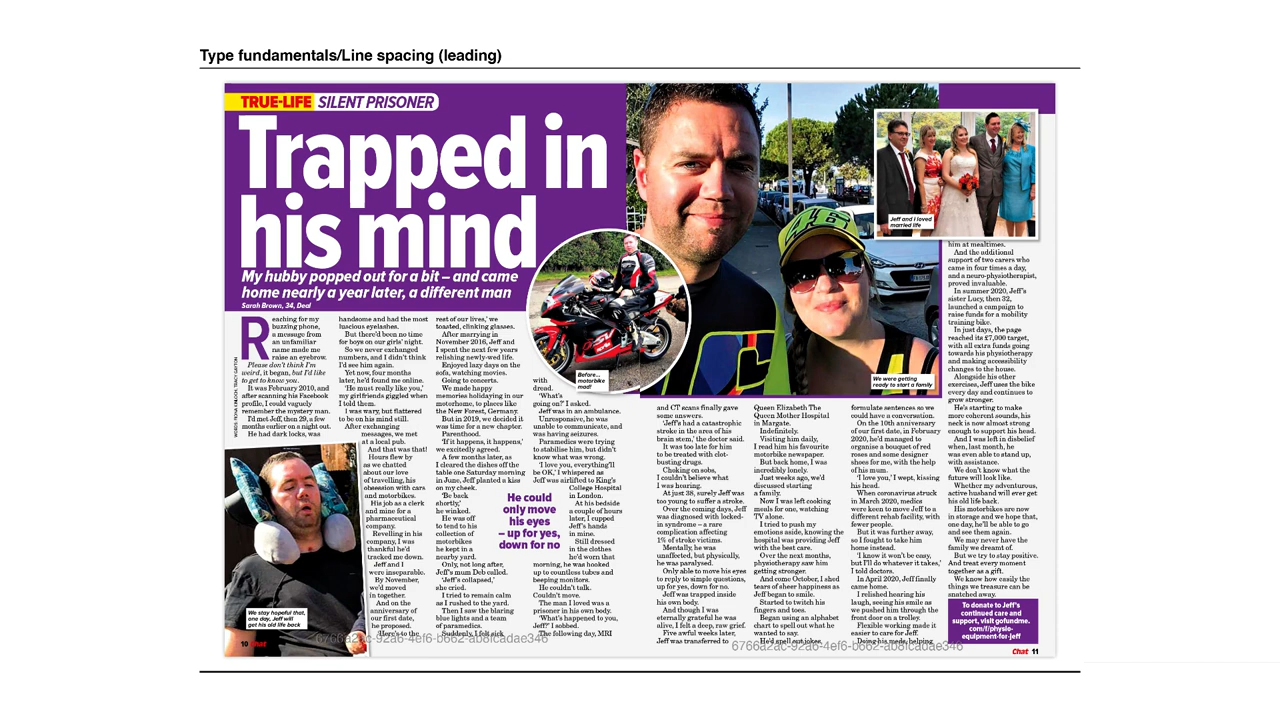 Type fundamentals/Line spacing (leading)
TRUE-LIFE SILENT PRISONER
Trapped in
his mind
My hubby popped out for a bit – and came
home nearly a year later, a different man
Sarah Brown, 34, Deal
Reaching for my
buzzing phone,
a message from
an unfamiliar
name made me
raise an eyebrow.
Please don't think I'm
weird, it began, but I'd like
to get to know you.
It was February 2010, and
after scanning his Facebook
profile, I could vaguely
remember the mystery man.
I'd met Jeff, then 29, a few
months earlier on a night out.
He had dark locks, was
handsome and had the most
luscious eyelashes.
But there'd been no time
for boys on our girls' night.
So we never exchanged
numbers, and I didn't think
I'd see him again.
Yet now, four months
later, he'd found me online.
'He must really like you,'
my girlfriends giggled when
I told them.
I was wary, but flattered
to be on his mind still.
After exchanging
messages, we met
at a local pub.
And that was that!
Hours flew by
as we chatted
about our love
of travelling, his
obsession with cars
and motorbikes.
His job as a clerk
and mine for a
pharmaceutical
company.
Revelling in his
company, I was
thankful he'd
tracked me down.
Jeff and I
were inseparable.
By November,
we'd moved
in together.
And on the
anniversary of
our first date,
he proposed.
'Here's to the
rest of our lives,' we
toasted, clinking glasses.
After marrying in
November 2016, Jeff and
I spent the next few years
relishing newly-wed life.
Enjoyed lazy days on the
sofa, watching movies.
Going to concerts.
We made happy
memories holidaying in our
motorhome, to places like
the New Forest, Germany.
But in 2019, we decided it
was time for a new chapter.
Parenthood.
'If it happens, it happens,'
we excitedly agreed.
A few months later, as
I cleared the dishes off the
table one Saturday morning
in June, Jeff planted a kiss
on my cheek.
'Be back
shortly,'
he winked.
He was off
to tend to his
collection of
motorbikes
he kept in a
nearby yard.
Only, not long after,
Jeff's mum Deb called.
'Jeff's collapsed,'
she cried.
I tried to remain calm
as I rushed to the yard.
Then I saw the blaring
blue lights and a team
of paramedics.
Suddenly, I felt sick
with
dread.
'What's
going on?' I asked.
Jeff was in an ambulance.
Unresponsive, he was
unable to communicate, and
was having seizures.
Paramedics were trying
to stabilise him, but didn't
know what was wrong.
'I love you, everything'll
be OK,' I whispered as
Jeff was airlifted to King's
College Hospital
in London.
At his bedside
a couple of hours
later, I cupped
Jeff's hands
in mine.
Still dressed
in the clothes
he'd worn that
morning, he was hooked
up to countless tubes and
beeping monitors.
He couldn't talk.
Couldn't move.
The man I loved was a
prisoner in his own body.
'What's happened to you,
Jeff?' I sobbed.
The following day, MRI
He could
only move
his eyes
– up for yes,
down for no
Before...
motorbike
mad!
We stay hopeful that,
one day, Jeff will
get his old life back
10 Chat
Jeff and I loved
married life
We were getting
ready to start a family
and CT scans finally gave
some answers.
'Jeff's had a catastrophic
stroke in the area of his
brain stem,' the doctor said.
It was too late for him
to be treated with clot-
busting drugs.
Choking on sobs,
I couldn't believe what
I was hearing.
At just 38, surely Jeff was
too young to suffer a stroke.
Over the coming days, Jeff
was diagnosed with locked-
in syndrome – a rare
complication affecting
1% of stroke victims.
Mentally, he was
unaffected, but physically,
he was paralysed.
Only able to move his eyes
to reply to simple questions,
up for yes, down for no.
Jeff was trapped inside
his own body.
And though I was
eternally grateful he was
alive, I felt a deep, raw grief.
Five awful weeks later,
Jeff was transferred to
Queen Elizabeth The
Queen Mother Hospital
in Margate.
Indefinitely.
Visiting him daily,
I read him his favourite
motorbike newspaper.
But back home, I was
incredibly lonely.
Just weeks ago, we'd
discussed starting
a family.
Now I was left cooking
meals for one, watching
TV alone.
I tried to push my
emotions aside, knowing the
hospital was providing Jeff
with the best care.
Over the next months,
physiotherapy saw him
getting stronger.
And come October, I shed
tears of sheer happiness as
Jeff began to smile.
Started to twitch his
fingers and toes.
Began using an alphabet
chart to spell out what he
wanted to say.
He'd spell out jokes,
formulate sentences so we
could have a conversation.
On the 10th anniversary
of our first date, in February
2020, he'd managed to
organise a bouquet of red
roses and some designer
shoes for me, with the help
of his mum.
'I love you,' I wept, kissing
his head.
When coronavirus struck
in March 2020, medics
were keen to move Jeff to a
different rehab facility, with
fewer people.
But it was further away,
so I fought to take him
home instead.
'I know it won't be easy,
but I'll do whatever it takes,'
I told doctors.
In April 2020, Jeff finally
came home.
I relished hearing his
laugh, seeing his smile as
we pushed him through the
front door on a trolley.
Flexible working made it
easier to care for Jeff.
Doing his meds, helping
him at mealtimes.
And the additional
support of two carers who
came in four times a day,
and a neuro-physiotherapist,
proved invaluable.
In summer 2020, Jeff's
sister Lucy, then 32,
launched a campaign to
raise funds for a mobility
training bike.
In just days, the page
reached its £7,000 target,
with all extra funds going
towards his physiotherapy
and making accessibility
changes to the house.
Alongside his other
exercises, Jeff uses the bike
every day and continues to
grow stronger.
He's starting to make
more coherent sounds, his
neck is now almost strong
enough to support his head.
And I was left in disbelief
when, last month, he
was even able to stand up,
with assistance.
We don't know what the
future will look like.
Whether my adventurous,
active husband will ever get
his old life back.
His motorbikes are now
in storage and we hope that,
one day, he'll be able to go
and see them again.
We may never have the
family we dreamt of.
But we try to stay positive.
And treat every moment
together as a gift.
We know how easily the
things we treasure can be
snatched away.
To donate to Jeff's
continued care and
support, visit gofundme.
com/f/physio-
equipment-for-jeff
Chat 11
6766a2ac-92a6-4ef6-b662-ab8fcadae346
6766a2ac-92a6-4ef6-b662-ab8fcadae346